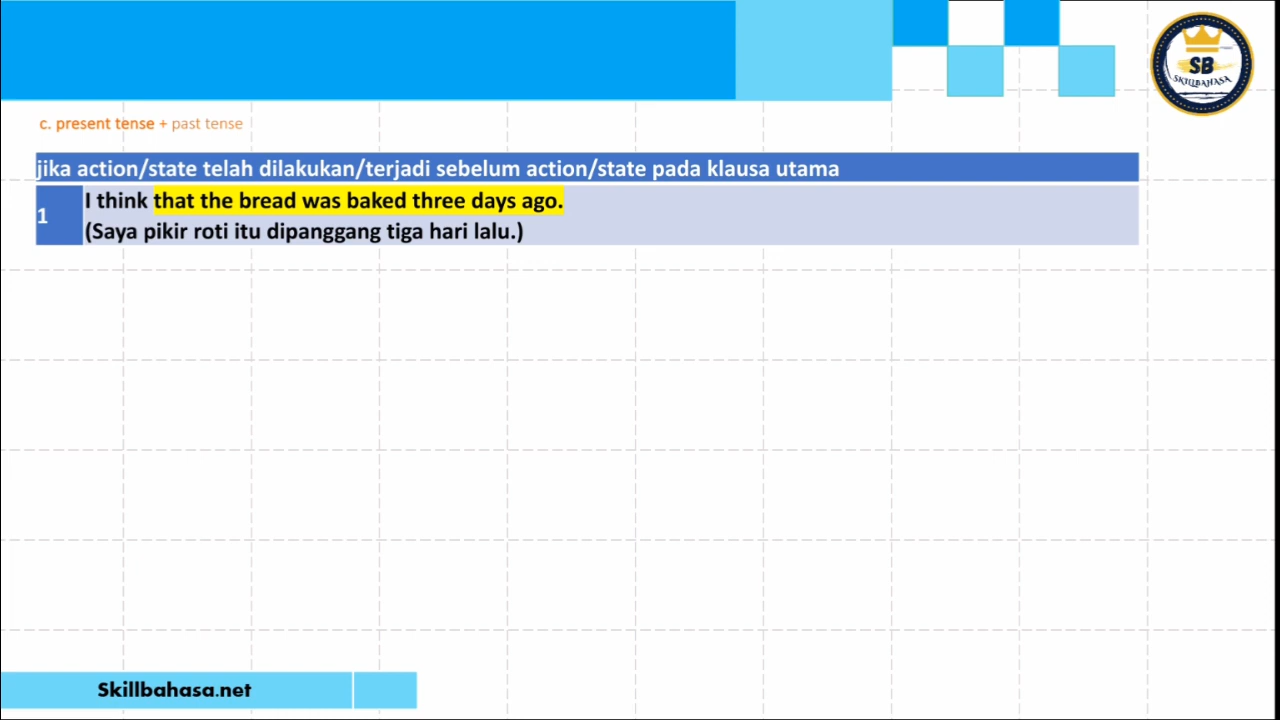 SB
SKILLBAHASA
c. present tense + past tense
jika action/state telah dilakukan/terjadi sebelum action/state pada klausa utama
1
I think that the bread was baked three days ago.
(Saya pikir roti itu dipanggang tiga hari lalu.)
Skillbahasa.net